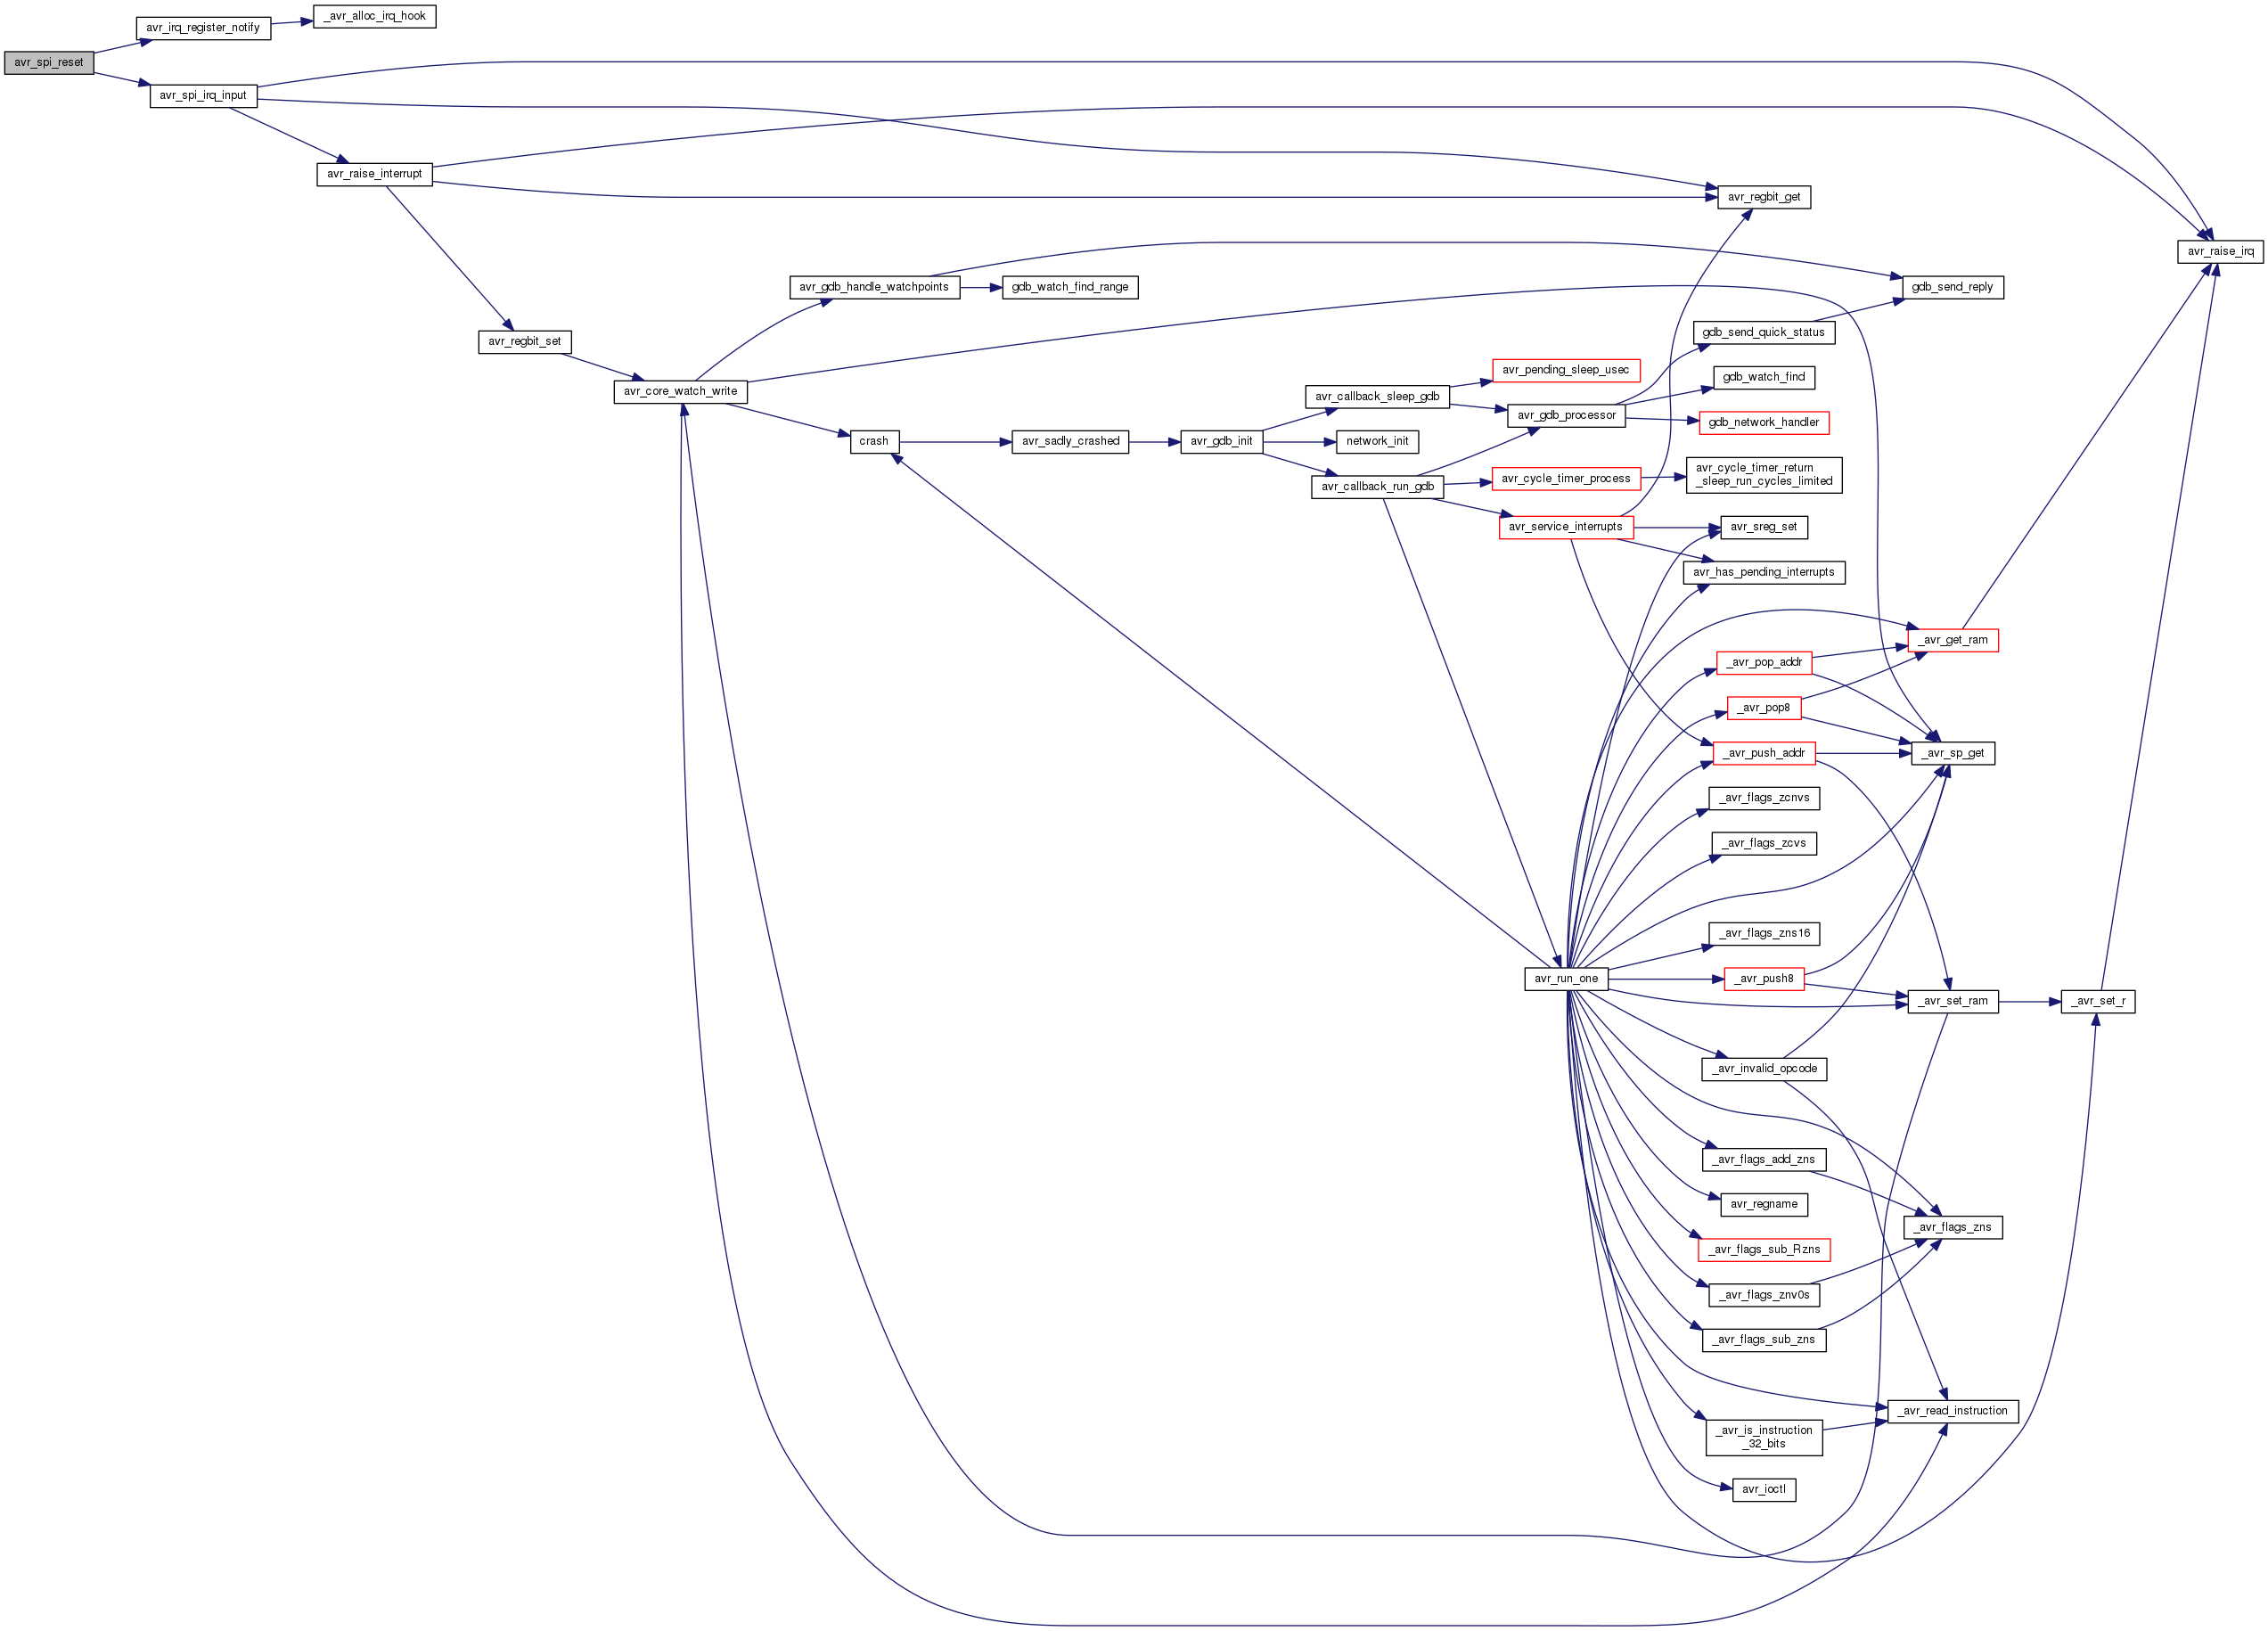 _avr_alloc_irq_hook
avr_irq_register_notify
avr_spi_reset
avr_spi_irq_input
avr_raise_interrupt
avr_regbit_get
avr_raise_irq
avr_gdb_handle_watchpoints
gdb_watch_find_range
gdb_send_reply
gdb_send_quick_status
avr_regbit_set
avr_pending_sleep_usec
gdb_watch_find
avr_core_watch_write
avr_callback_sleep_gdb
avr_gdb_processor
gdb_network_handler
crash
avr_sadly_crashed
avr_gdb_init
network_init
avr_cycle_timer_return
_sleep_run_cycles_limited
avr_cycle_timer_process
avr_callback_run_gdb
avr_service_interrupts
avr_sreg_set
avr_has_pending_interrupts
_avr_get_ram
_avr_pop_addr
_avr_pop8
_avr_push_addr
_avr_sp_get
_avr_flags_zcnvs
_avr_flags_zcvs
_avr_flags_zns16
avr_run_one
_avr_push8
_avr_set_ram
_avr_set_r
_avr_invalid_opcode
_avr_flags_add_zns
avr_regname
_avr_flags_zns
_avr_flags_sub_Rzns
_avr_flags_znv0s
_avr_flags_sub_zns
_avr_read_instruction
_avr_is_instruction
_32_bits
avr_ioctl